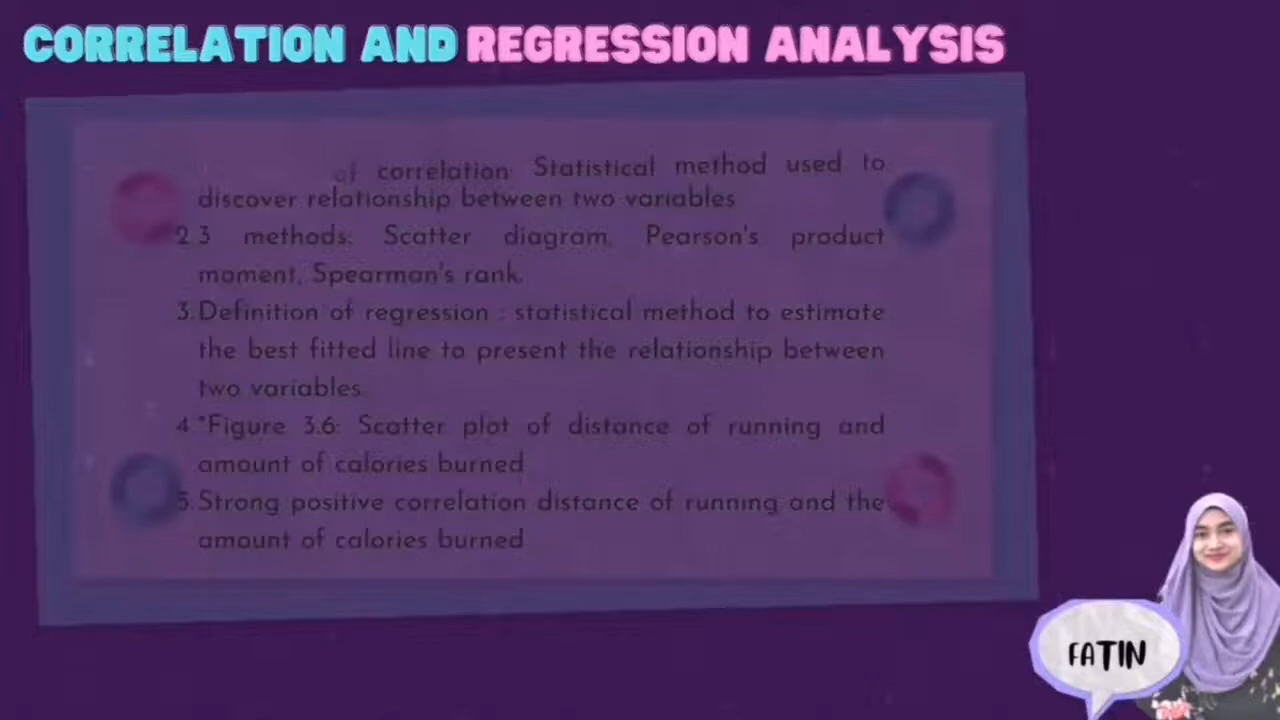 CORRELATION AND REGRESSION ANALYSIS
of correlation: Statistical method used to
discover relationship between two variables
2.3 methods: Scatter diagram, Pearson's product
moment, Spearman's rank.
3.Definition of regression : statistical method to estimate
the best fitted line to present the relationship between
two variables.
4.*Figure 3.6: Scatter plot of distance of running and
amount of calories burned
5.Strong positive correlation distance of running and the
amount of calories burned
FATIN